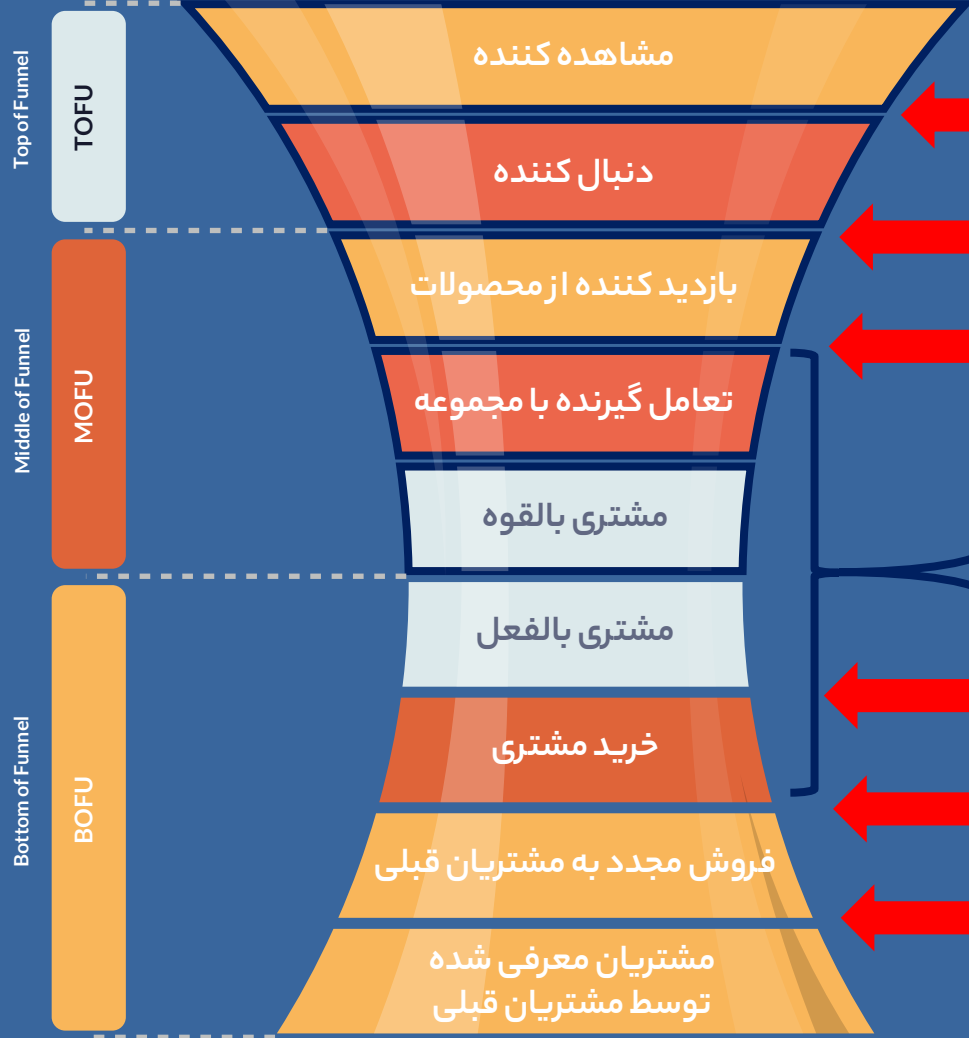 Top of Funnel
TOFU
مشاهده کننده
دنبال کننده
Middle of Funnel
MOFU
بازدید کننده از محصولات
تعامل گیرنده با مجموعه
مشتری بالقوه
Bottom of Funnel
BOFU
مشتری بالفعل
خرید مشتری
فروش مجدد به مشتریان قبلی
مشتریان معرفی شده
توسط مشتریان قبلی